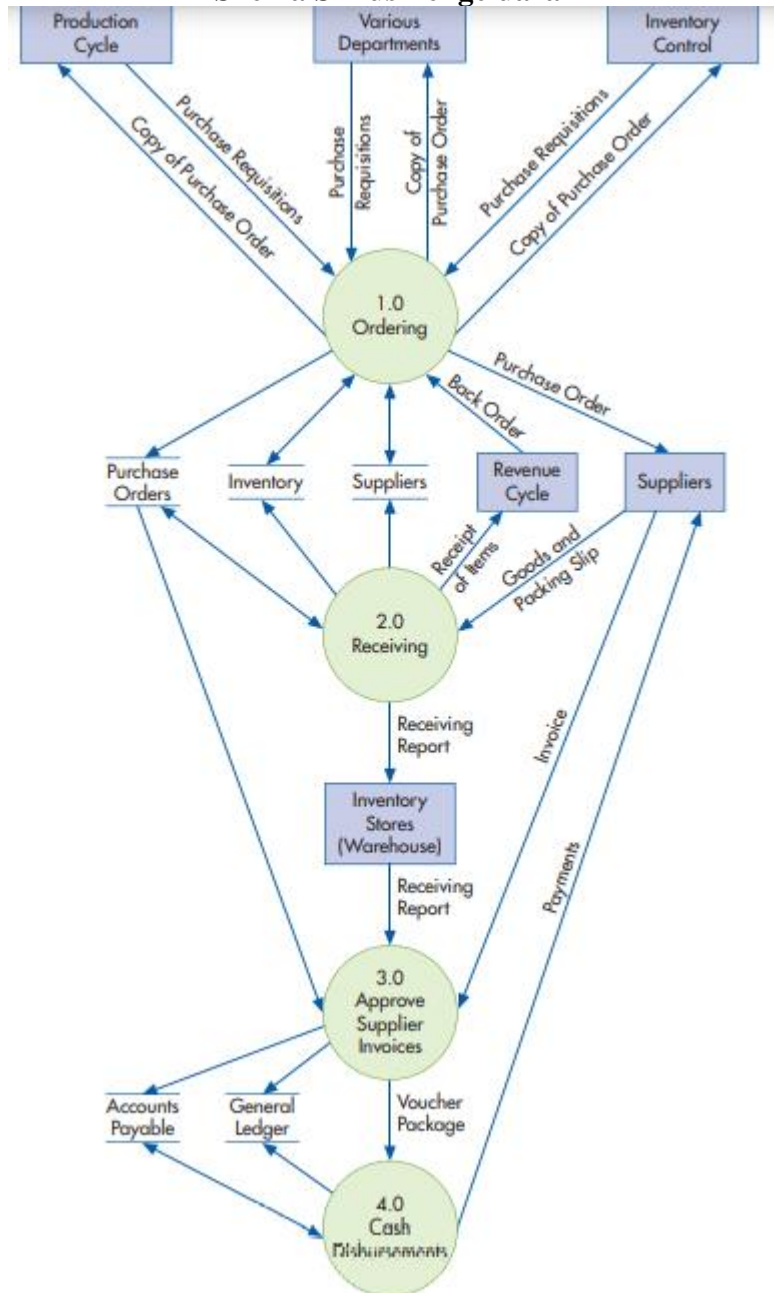 Production
Cycle
Various
Departments
Inventory
Control
Purchase Requisitions
Copy of Purchase Order
Purchase
Requisitions
Copy of
Purchase Order
Purchase Requisitions
Copy of Purchase Order
1.0
Ordering
Purchase Order
Back Order
Purchase
Orders
Inventory
Suppliers
Revenue
Cycle
Suppliers
Receipt
of Items
Goods and
Packing Slip
2.0
Receiving
Receiving
Report
Invoice
Inventory
Stores
(Warehouse)
Payments
Receiving
Report
3.0
Approve
Supplier
Invoices
Accounts
Payable
General
Ledger
Voucher
Package
4.0
Cash
Disbursements